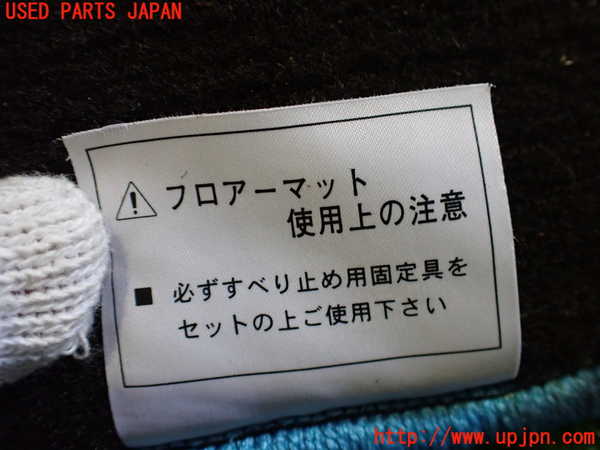 USED PARTS JAPAN
フロアーマット
使用上の注意
■ 必ずすべり止め用固定具を
セットの上ご使用下さい
http://www.upjpn.com/